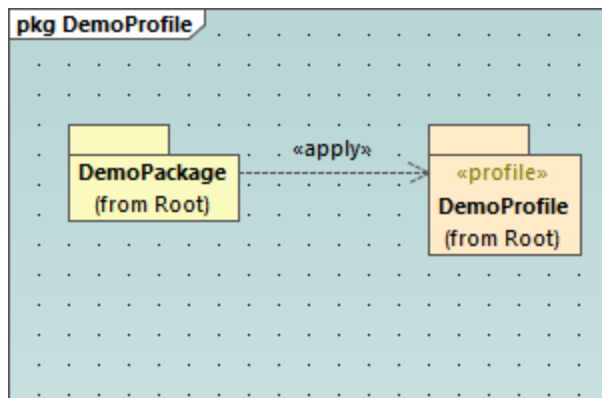 pkg DemoProfile
«apply»
DemoPackage
(from Root)
«profile»
DemoProfile
(from Root)